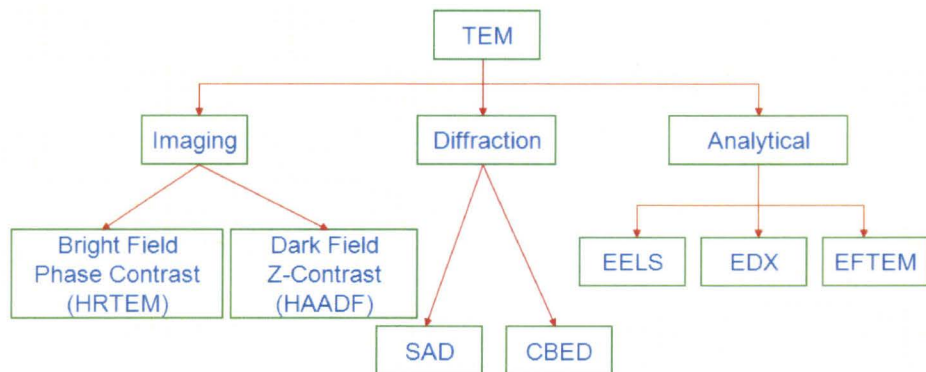 TEM
Imaging
Diffraction
Analytical
Bright Field
Phase Contrast
(HRTEM)
Dark Field
Z-Contrast
(HAADF)
EELS
EDX
EFTEM
SAD
CBED